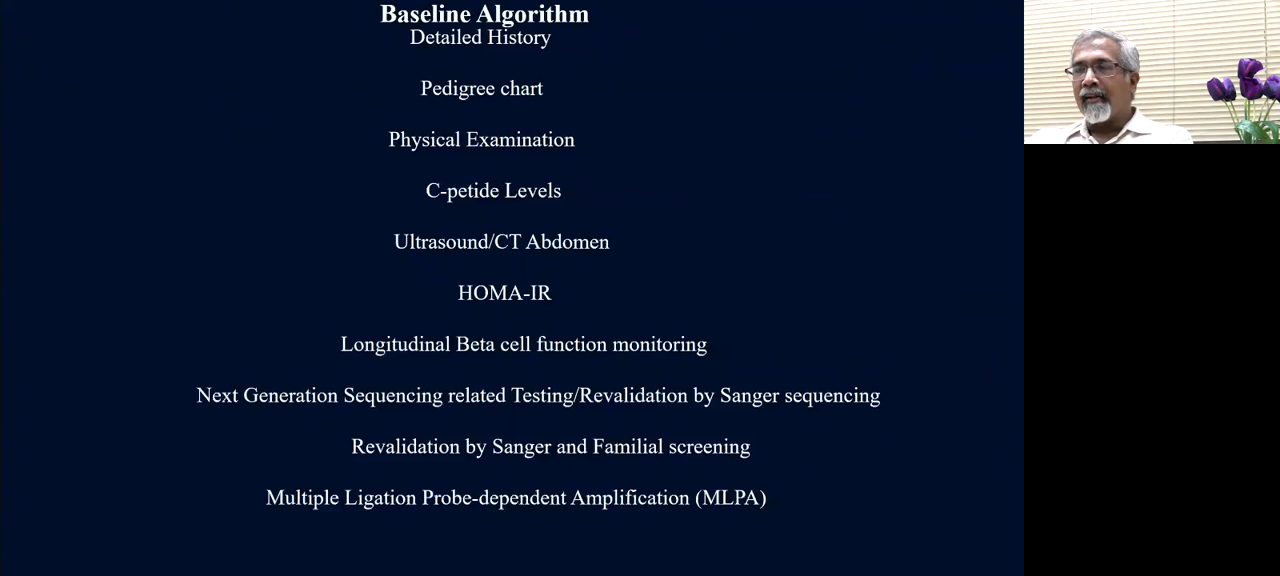 Baseline Algorithm
Detailed History
Pedigree chart
Physical Examination
C-petide Levels
Ultrasound/CT Abdomen
HOMA-IR
Longitudinal Beta cell function monitoring
Next Generation Sequencing related Testing/Revalidation by Sanger sequencing
Revalidation by Sanger and Familial screening
Multiple Ligation Probe-dependent Amplification (MLPA)